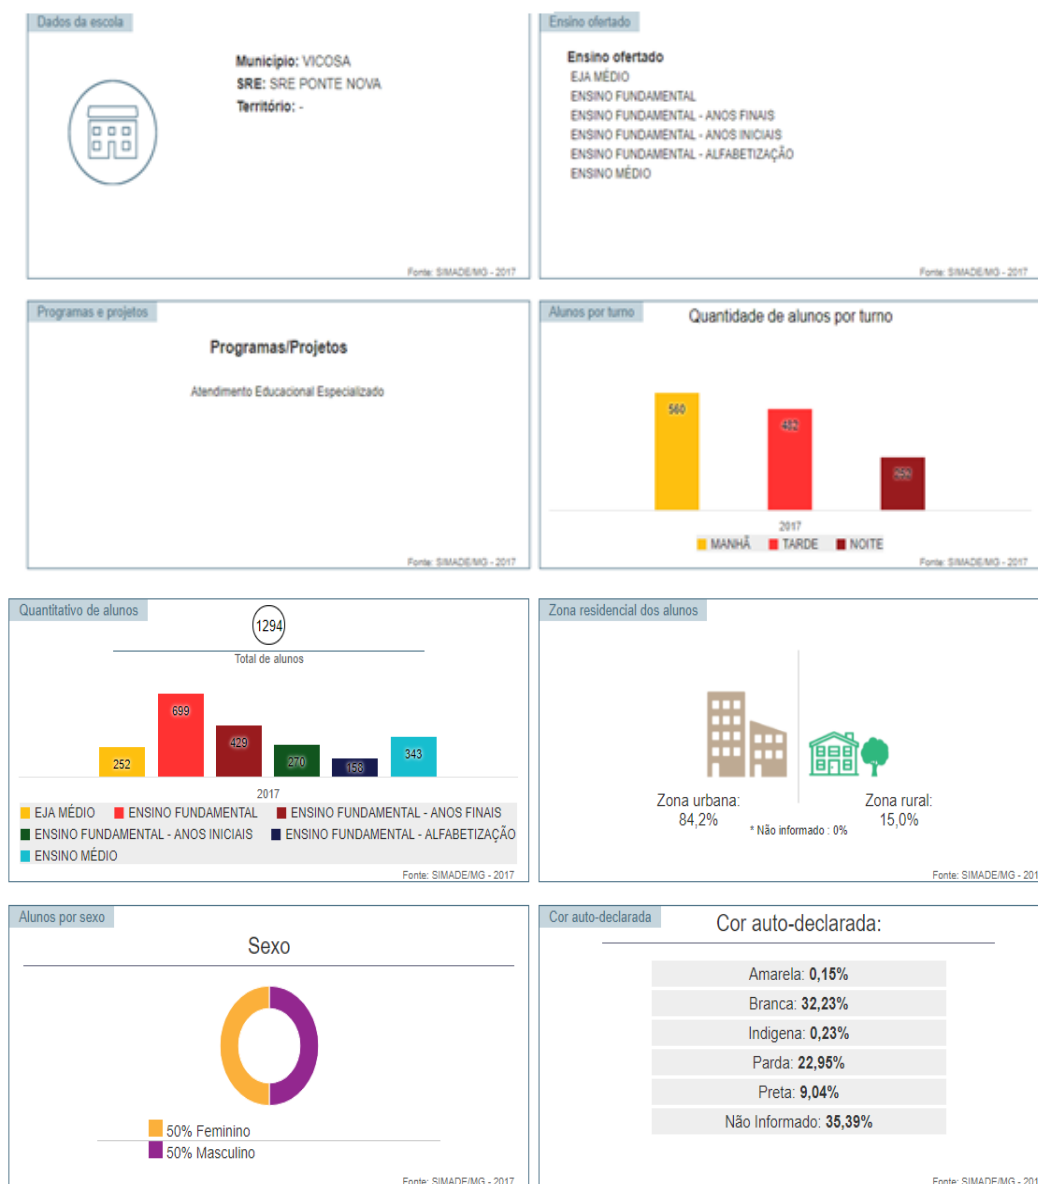 Dados da escola
Município: VICOSA
SRE: SRE PONTE NOVA
Território: -
Fonte: SIMADE/MG - 2017
Ensino ofertado
Ensino ofertado
EJA MÉDIO
ENSINO FUNDAMENTAL
ENSINO FUNDAMENTAL - ANOS FINAIS
ENSINO FUNDAMENTAL - ANOS INICIAIS
ENSINO FUNDAMENTAL - ALFABETIZAÇÃO
ENSINO MÉDIO
Fonte: SIMADE/MG - 2017
Programas e projetos
Programas/Projetos
Atendimento Educacional Especializado
Fonte: SIMADE/MG - 2017
Alunos por turno
Quantidade de alunos por turno
560
482
2017
MANHÃ TARDE NOITE
Fonte: SIMADE/MG - 2017
Quantitativo de alunos
1294
Total de alunos
252 699 429 270 158 343
2017
EJA MÉDIO ENSINO FUNDAMENTAL ENSINO FUNDAMENTAL - ANOS FINAIS
ENSINO FUNDAMENTAL - ANOS INICIAIS ENSINO FUNDAMENTAL - ALFABETIZAÇÃO
ENSINO MÉDIO
Fonte: SIMADE/MG - 2017
Zona residencial dos alunos
Zona urbana:
84,2%
* Não informado : 0%
Zona rural:
15,0%
Fonte: SIMADE/MG - 201
Alunos por sexo
Sexo
50% Feminino
50% Masculino
Fonte: SIMADE/MG - 2017
Cor auto-declarada
Cor auto-declarada:
Amarela: 0,15%
Branca: 32,23%
Indigena: 0,23%
Parda: 22,95%
Preta: 9,04%
Não Informado: 35,39%
Fonte: SIMADE/MG - 201